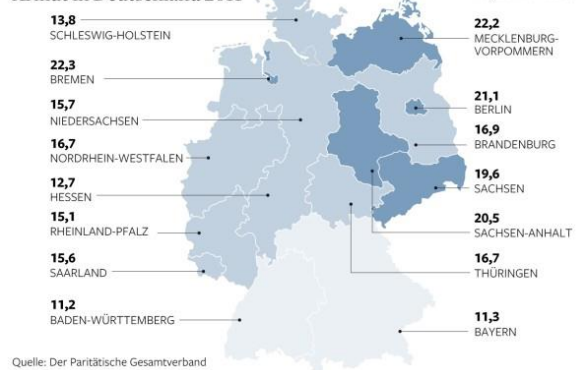 13,8
SCHLESWIG-HOLSTEIN
22,3
BREMEN
15,7
NIEDERSACHSEN
16,7
NORDRHEIN-WESTFALEN
12,7
HESSEN
15,1
RHEINLAND-PFALZ
15,6
SAARLAND
11,2
BADEN-WÜRTTEMBERG
22,2
MECKLENBURG-
VORPOMMERN
21,1
BERLIN
16,9
BRANDENBURG
19,6
SACHSEN
20,5
SACHSEN-ANHALT
16,7
THÜRINGEN
11,3
BAYERN
Quelle: Der Paritätische Gesamtverband